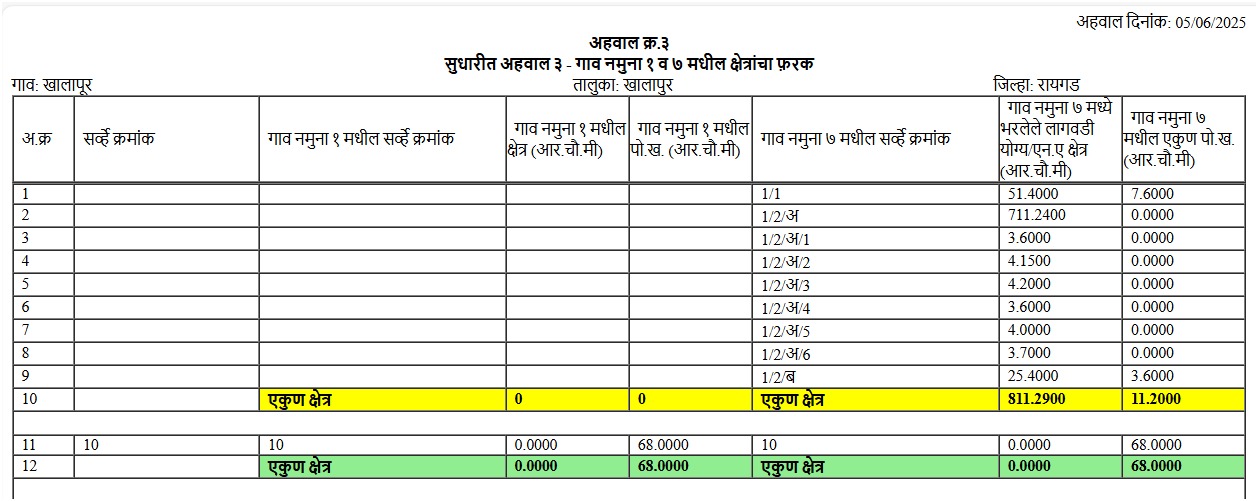 अहवाल दिनांक: 05/06/2025
अहवाल क्र.३
सुधारीत अहवाल ३ - गाव नमुना १ व ७ मधील क्षेत्रांचा फ़रक
गाव: खालापूर तालुका: खालापुर जिल्हा: रायगड
अ.क्र सर्व्हे क्रमांक गाव नमुना १ मधील सर्व्हे क्रमांक गाव नमुना १ मधील क्षेत्र (आर.चौ.मी) गाव नमुना १ मधील पो.ख. (आर.चौ.मी) गाव नमुना ७ मधील सर्व्हे क्रमांक गाव नमुना ७ मध्ये भरलेले लागवडी योग्य/एन.ए क्षेत्र (आर.चौ.मी) गाव नमुना ७ मधील एकुण पो.ख. (आर.चौ.मी)
1 1/1 51.4000 7.6000
2 1/2/अ 711.2400 0.0000
3 1/2/अ/1 3.6000 0.0000
4 1/2/अ/2 4.1500 0.0000
5 1/2/अ/3 4.2000 0.0000
6 1/2/अ/4 3.6000 0.0000
7 1/2/अ/5 4.0000 0.0000
8 1/2/अ/6 3.7000 0.0000
9 1/2/ब 25.4000 3.6000
10 एकुण क्षेत्र 0 0 एकुण क्षेत्र 811.2900 11.2000
11 10 10 0.0000 68.0000 10 0.0000 68.0000
12 एकुण क्षेत्र 0.0000 68.0000 एकुण क्षेत्र 0.0000 68.0000